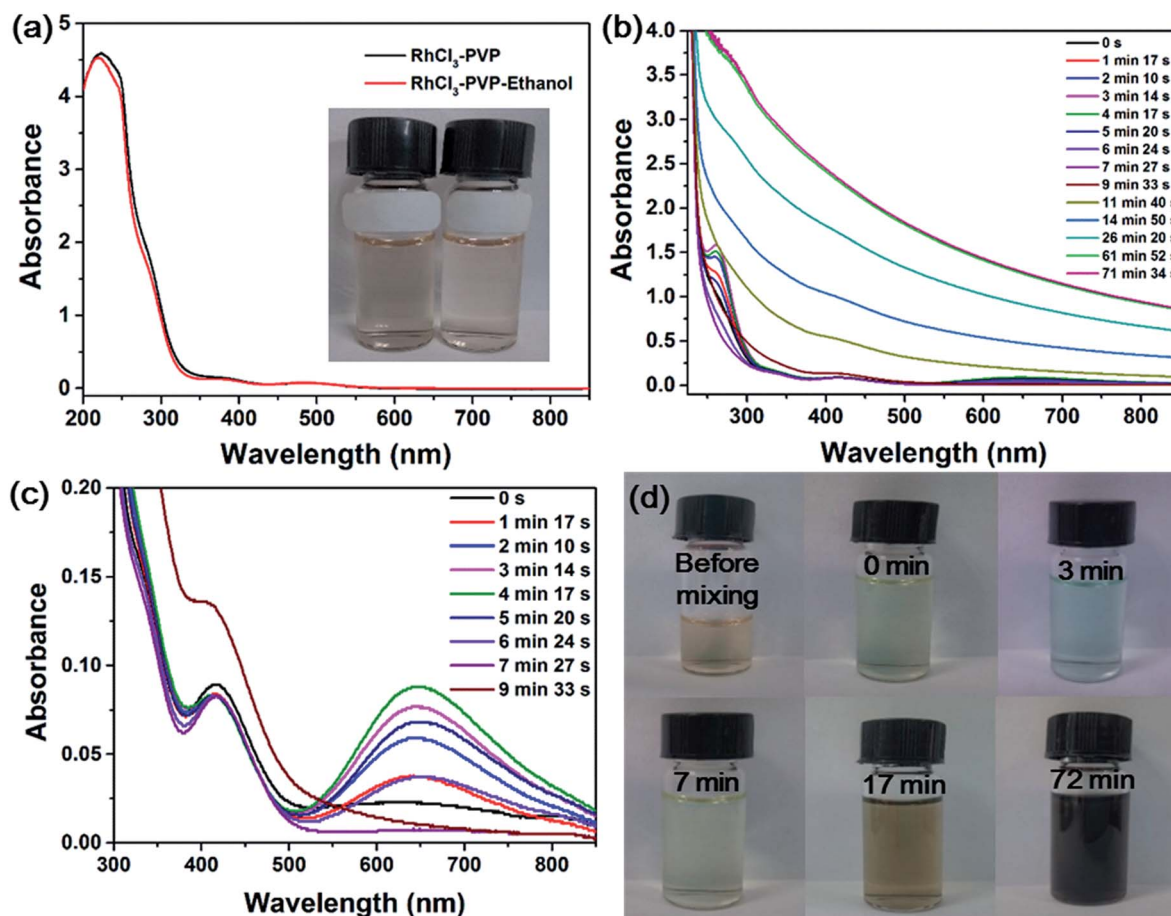 (a)
5
4
3
2
1
0
Absorbance
200 300 400 500 600 700 800
Wavelength (nm)
RhCl₃-PVP
RhCl₃-PVP-Ethanol
(b)
4.0
3.5
3.0
2.5
2.0
1.5
1.0
0.5
0.0
Absorbance
300 400 500 600 700 800
Wavelength (nm)
0 s
1 min 17 s
2 min 10 s
3 min 14 s
4 min 17 s
5 min 20 s
6 min 24 s
7 min 27 s
9 min 33 s
11 min 40 s
14 min 50 s
26 min 20 s
61 min 52 s
71 min 34 s
(c)
0.20
0.15
0.10
0.05
0.00
Absorbance
300 400 500 600 700 800
Wavelength (nm)
0 s
1 min 17 s
2 min 10 s
3 min 14 s
4 min 17 s
5 min 20 s
6 min 24 s
7 min 27 s
9 min 33 s
(d)
Before
mixing
0 min
3 min
7 min
17 min
72 min